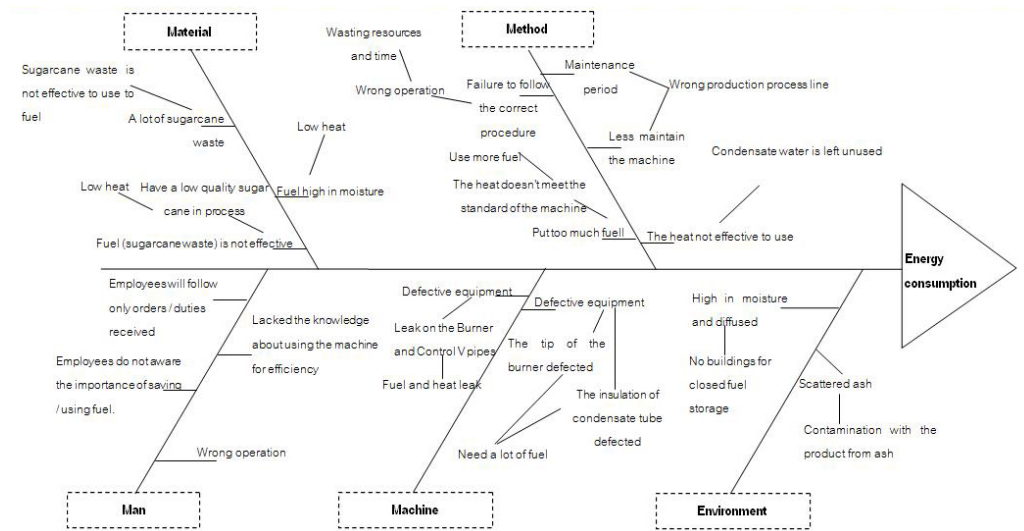 Material
Sugarcane waste is
not effective to use to
fuel
A lot of sugarcane
waste
Low heat
Fuel high in moisture
Low heat
Have a low quality sugar
cane in process
Fuel (sugarcane waste) is not effective
Method
Wasting resources
and time
Wrong operation
Failure to follow
the correct
procedure
Maintenance
period
Wrong production process line
Less maintain
the machine
Use more fuel
The heat doesn't meet the
standard of the machine
Put too much fuell
Condensate water is left unused
The heat not effective to use
Energy
consumption
Employees will follow
only orders / duties
received
Lacked the knowledge
about using the machine
for efficiency
Employees do not aware
the importance of saving
/ using fuel.
Wrong operation
Man
Defective equipment
Leak on the Burner
and Control V pipes
Fuel and heat leak
Defective equipment
The tip of the
burner defected
The insulation of
condensate tube
defected
Need a lot of fuel
Machine
High in moisture
and diffused
No buildings for
closed fuel
storage
Scattered ash
Contamination with the
product from ash
Environment